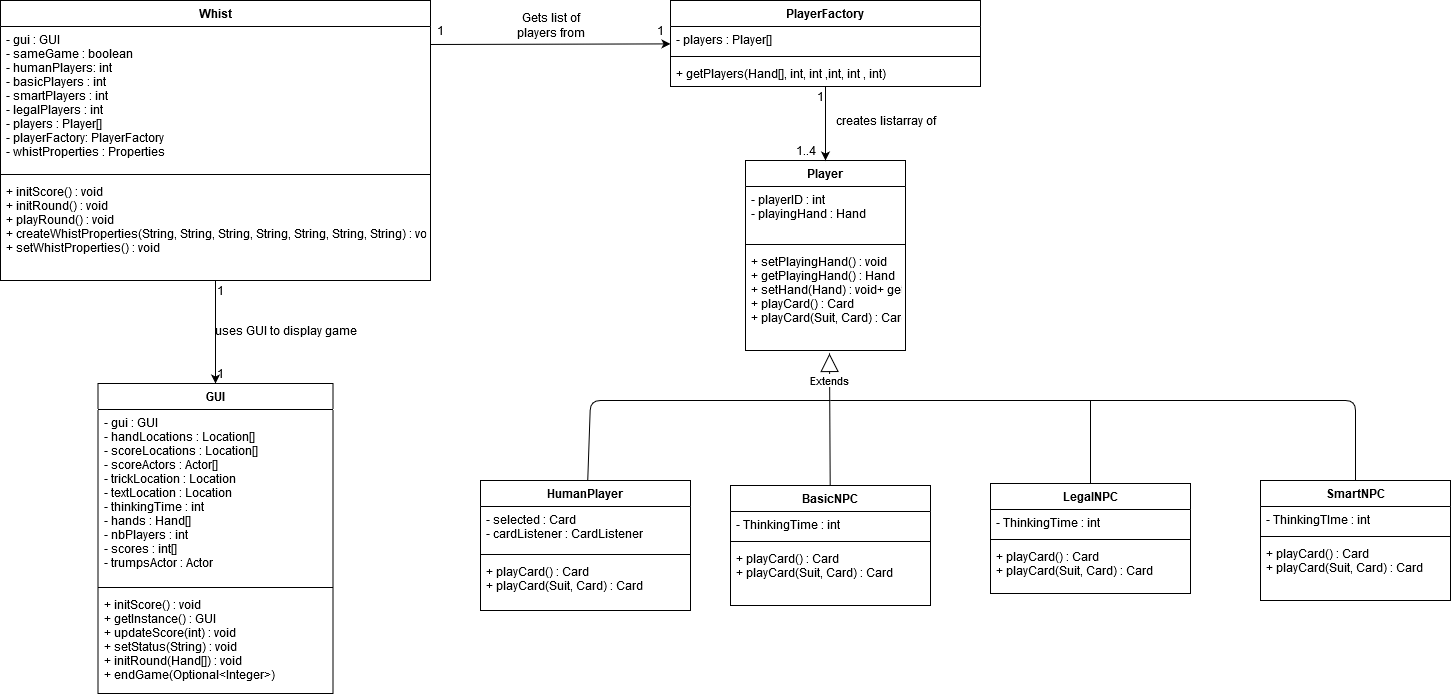 Whist
- gui : GUI
- sameGame : boolean
- humanPlayers: int
- basicPlayers : int
- smartPlayers : int
- legalPlayers : int
- players : Player[]
- playerFactory: PlayerFactory
- whistProperties : Properties
+ initScore() : void
+ initRound() : void
+ playRound() : void
+ createWhistProperties(String, String, String, String, String, String, String) : vo
+ setWhistProperties() : void
1
Gets list of
players from
1
PlayerFactory
- players : Player[]
+ getPlayers(Hand[], int, int ,int, int , int)
1
creates listarray of
1..4
Player
- playerID : int
- playingHand : Hand
+ setPlayingHand() : void
+ getPlayingHand() : Hand
+ setHand(Hand) : void+ ge
+ playCard() : Card
+ playCard(Suit, Card) : Car
Extends
1
uses GUI to display game
1
GUI
- gui : GUI
- handLocations : Location[]
- scoreLocations : Location[]
- scoreActors : Actor[]
- trickLocation : Location
- textLocation : Location
- thinkingTime : int
- hands : Hand[]
- nbPlayers : int
- scores : int[]
- trumpsActor : Actor
+ initScore() : void
+ getInstance() : GUI
+ updateScore(int) : void
+ setStatus(String) : void
+ initRound(Hand[]) : void
+ endGame(Optional<Integer>)
HumanPlayer
- selected : Card
- cardListener : CardListener
+ playCard() : Card
+ playCard(Suit, Card) : Card
BasicNPC
- ThinkingTime : int
+ playCard() : Card
+ playCard(Suit, Card) : Card
LegalNPC
- ThinkingTime : int
+ playCard() : Card
+ playCard(Suit, Card) : Card
SmartNPC
- ThinkingTIme : int
+ playCard() : Card
+ playCard(Suit, Card) : Card